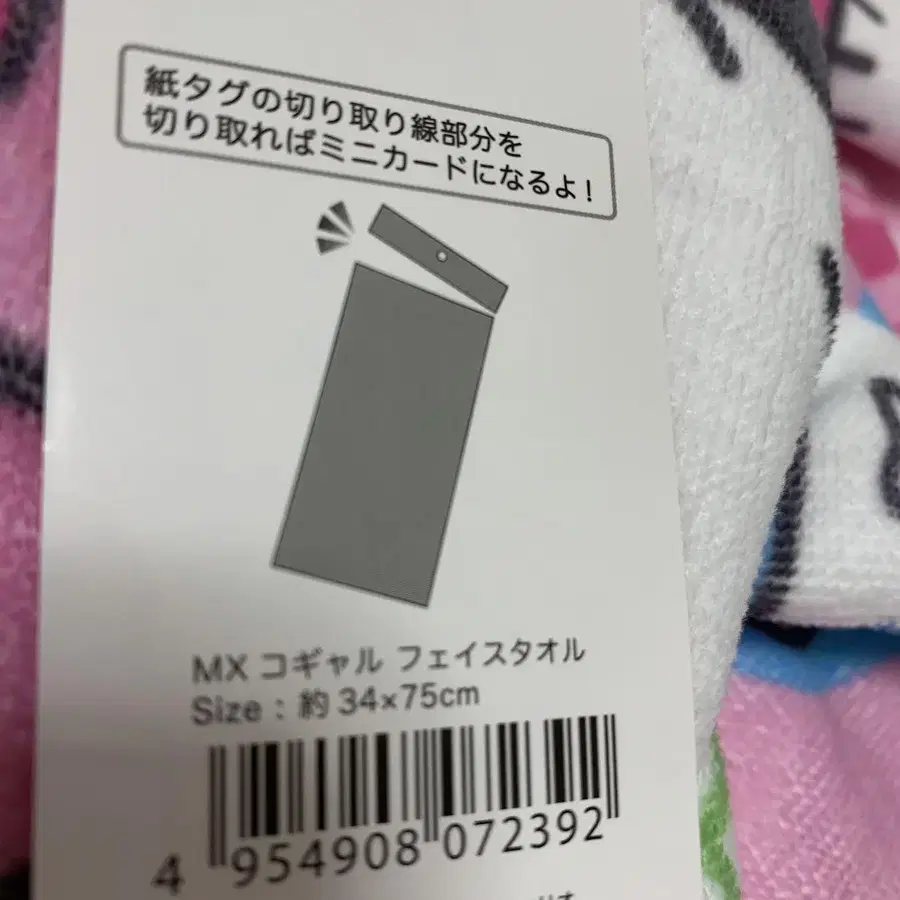 紙タグの切り取り線部分を
切り取ればミニカードになるよ!
MX コギャル フェイスタオル
Size : 約 34×75cm
4 954908 072392